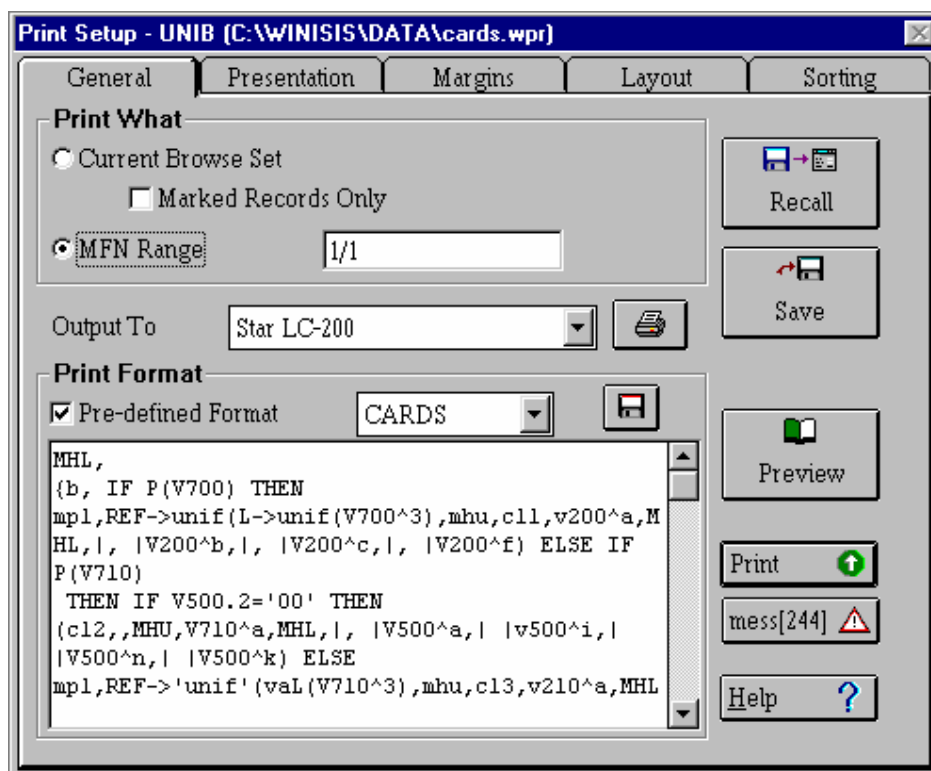 Print Setup - UNIB (C:\WINISIS\DATA\cards.wpr)
General Presentation Margins Layout Sorting
Print What
Current Browse Set
Marked Records Only
MFN Range 1/1
Recall
Save
Output To Star LC-200
Print Format
Pre-defined Format CARDS
MHL,
{b, IF P(V700) THEN
mpl,REF->unif(L->unif(V700^3),mhu,cl1,v200^a,M
HL,|, |V200^b,|, |V200^c,|, |V200^f) ELSE IF
P(V710)
THEN IF V500.2='00' THEN
(cl2,,MHU,V710^a,MHL,|, |V500^a,| |v500^i,|
|V500^n,| |V500^k) ELSE
mpl,REF->'unif'(vaL(V710^3),mhu,cl3,v210^a,MHL
Preview
Print
mess[244]
Help ?